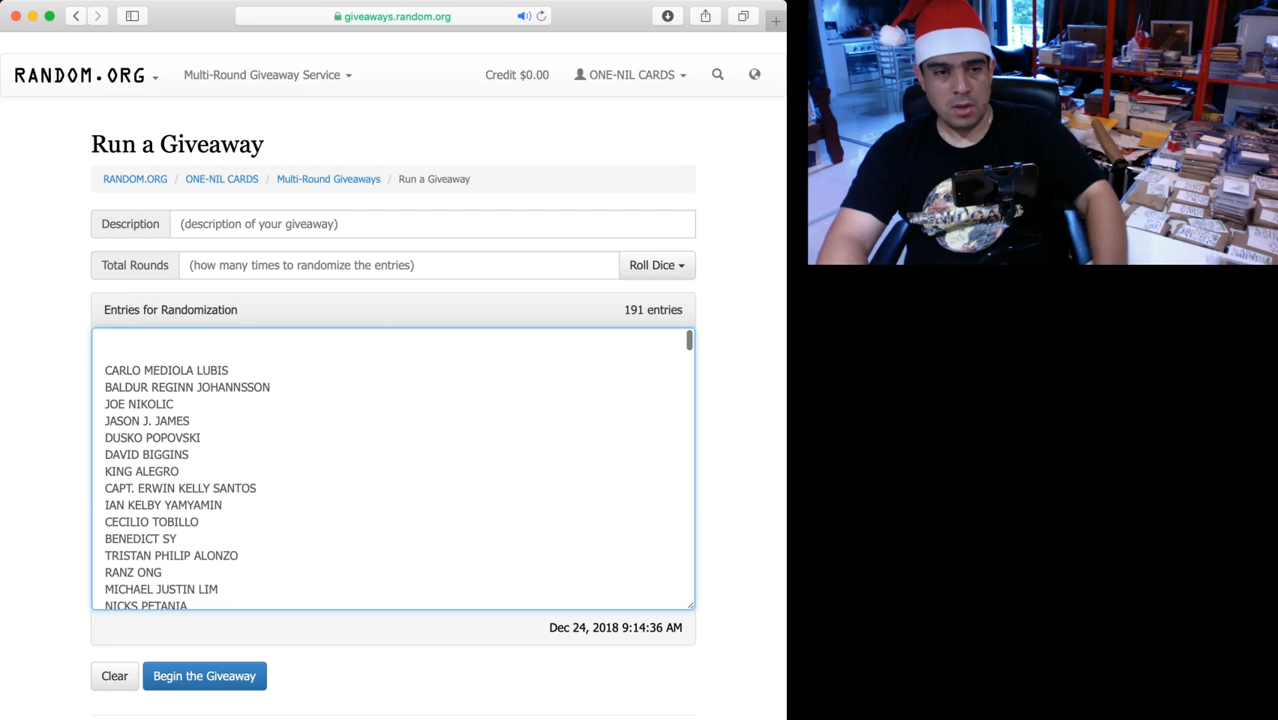 giveaways.random.org
RANDOM.ORG
Multi-Round Giveaway Service
Credit $0.00
ONE-NIL CARDS
Run a Giveaway
RANDOM.ORG / ONE-NIL CARDS / Multi-Round Giveaways / Run a Giveaway
Description (description of your giveaway)
Total Rounds (how many times to randomize the entries) Roll Dice
Entries for Randomization 191 entries
CARLO MEDIOLA LUBIS
BALDUR REGINN JOHANNSSON
JOE NIKOLIC
JASON J. JAMES
DUSKO POPOVSKI
DAVID BIGGINS
KING ALEGRO
CAPT. ERWIN KELLY SANTOS
IAN KELBY YAMYAMIN
CECILIO TOBILLO
BENEDICT SY
TRISTAN PHILIP ALONZO
RANZ ONG
MICHAEL JUSTIN LIM
NICKS PETANIA
Dec 24, 2018 9:14:36 AM
Clear Begin the Giveaway